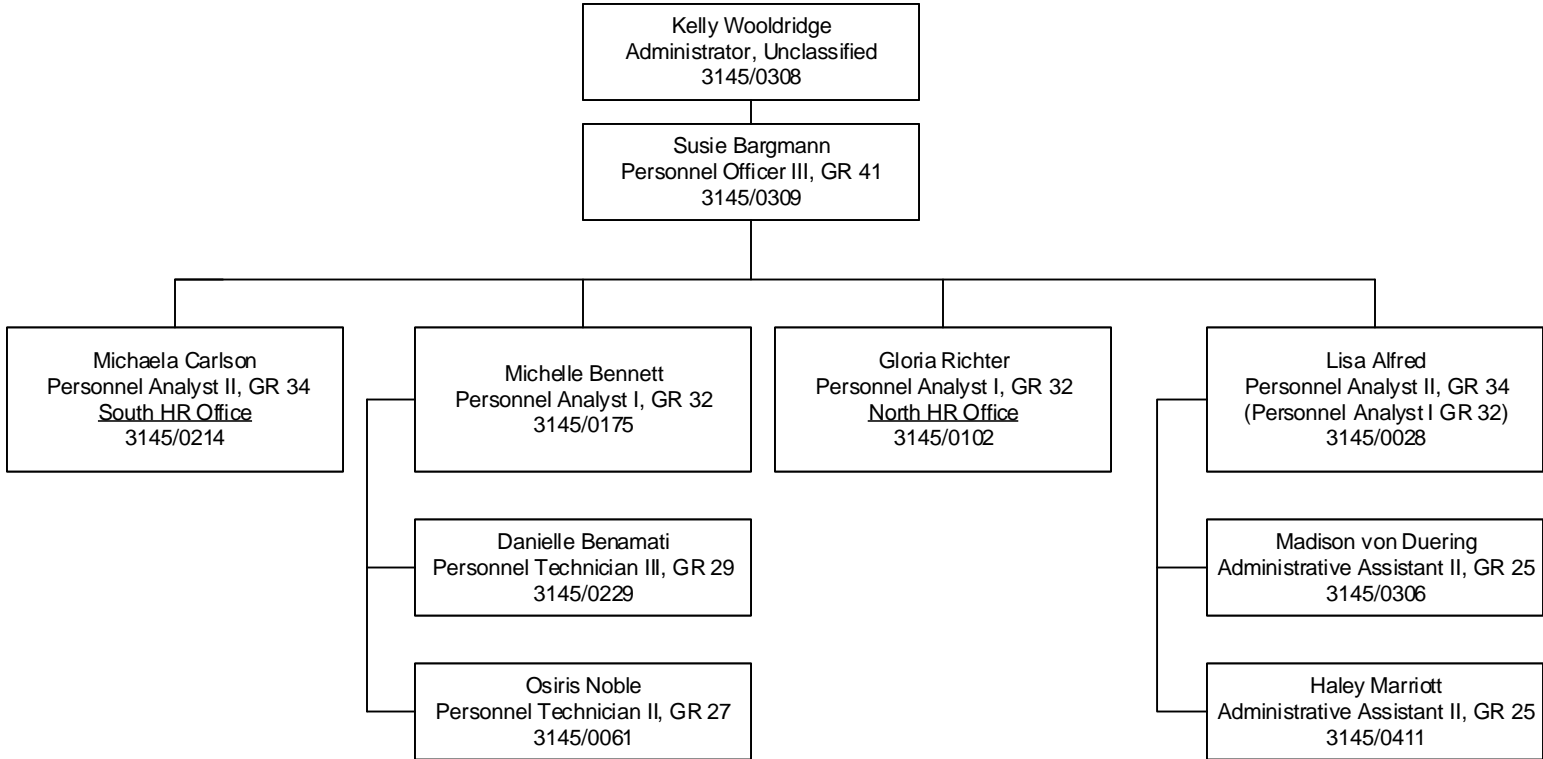 Kelly Wooldridge
Administrator, Unclassified
3145/0308
Susie Bargmann
Personnel Officer III, GR 41
3145/0309
Michaela Carlson
Personnel Analyst II, GR 34
South HR Office
3145/0214
Michelle Bennett
Personnel Analyst I, GR 32
3145/0175
Gloria Richter
Personnel Analyst I, GR 32
North HR Office
3145/0102
Lisa Alfred
Personnel Analyst II, GR 34
(Personnel Analyst I GR 32)
3145/0028
Danielle Benamati
Personnel Technician III, GR 29
3145/0229
Madison von Duering
Administrative Assistant II, GR 25
3145/0306
Osiris Noble
Personnel Technician II, GR 27
3145/0061
Haley Marriott
Administrative Assistant II, GR 25
3145/0411